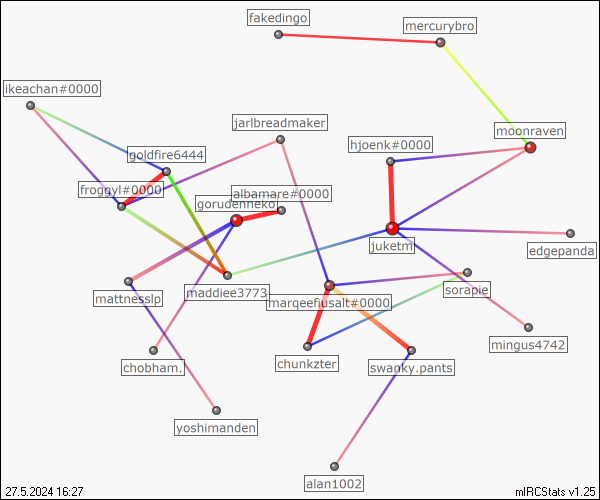 fakedingo
mercurybro
ikeachan#0000
jarlbreadmaker
moonraven
hjoenk#0000
goldfire6444
froggyl#0000
albamare#0000
gorudenneko
juketm
edgepanda
mattnesslp
maddiee3773
sorapie
marqeefiusalt#0000
mingus4742
chobham.
chunkzter
swanky.pants
yoshimanden
alan1002
27.5.2024 16:27
mIRCStats v1.25